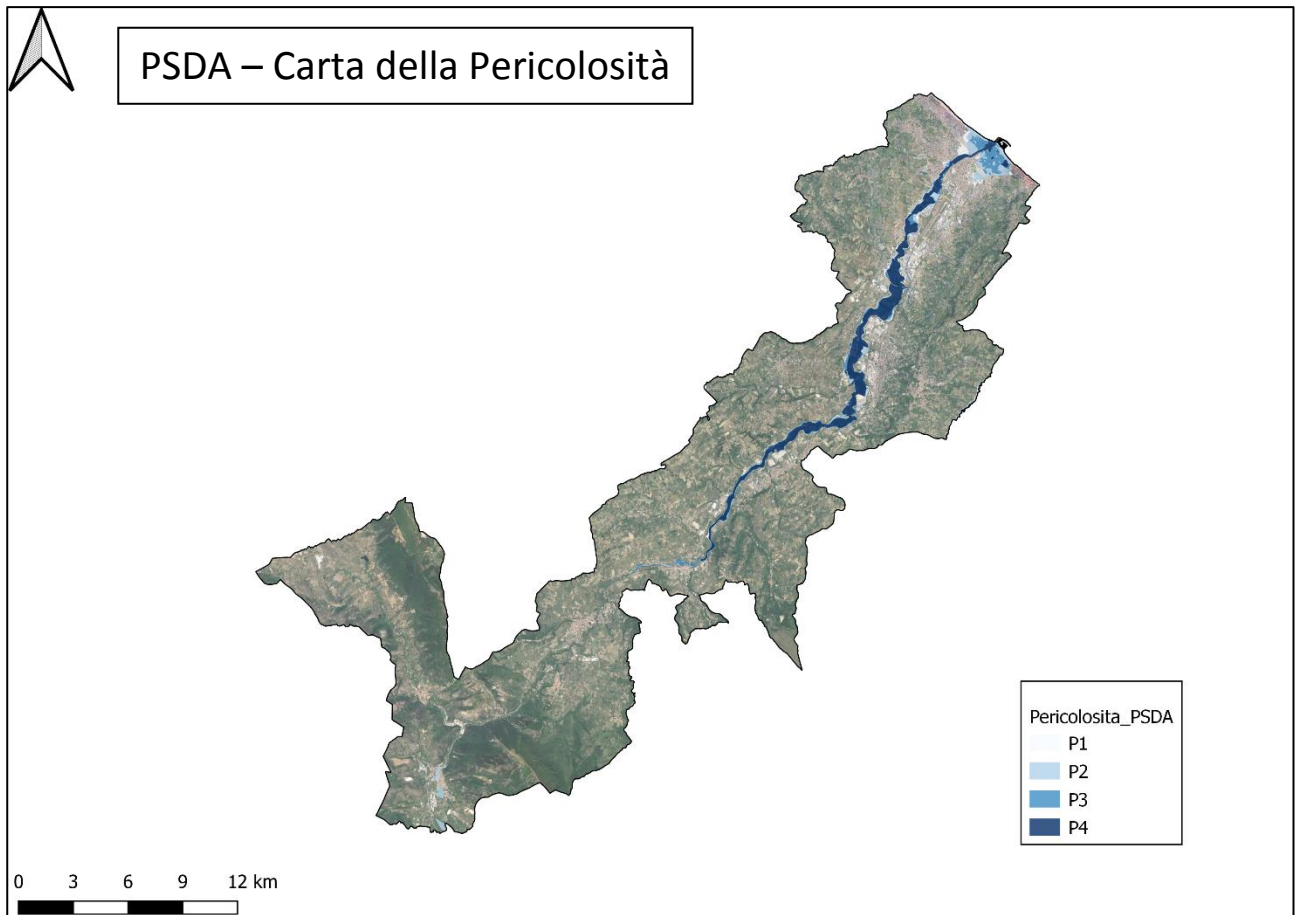 PSDA – Carta della Pericolosità
Pericolosita_PSDA
P1
P2
P3
P4
0 3 6 9 12 km